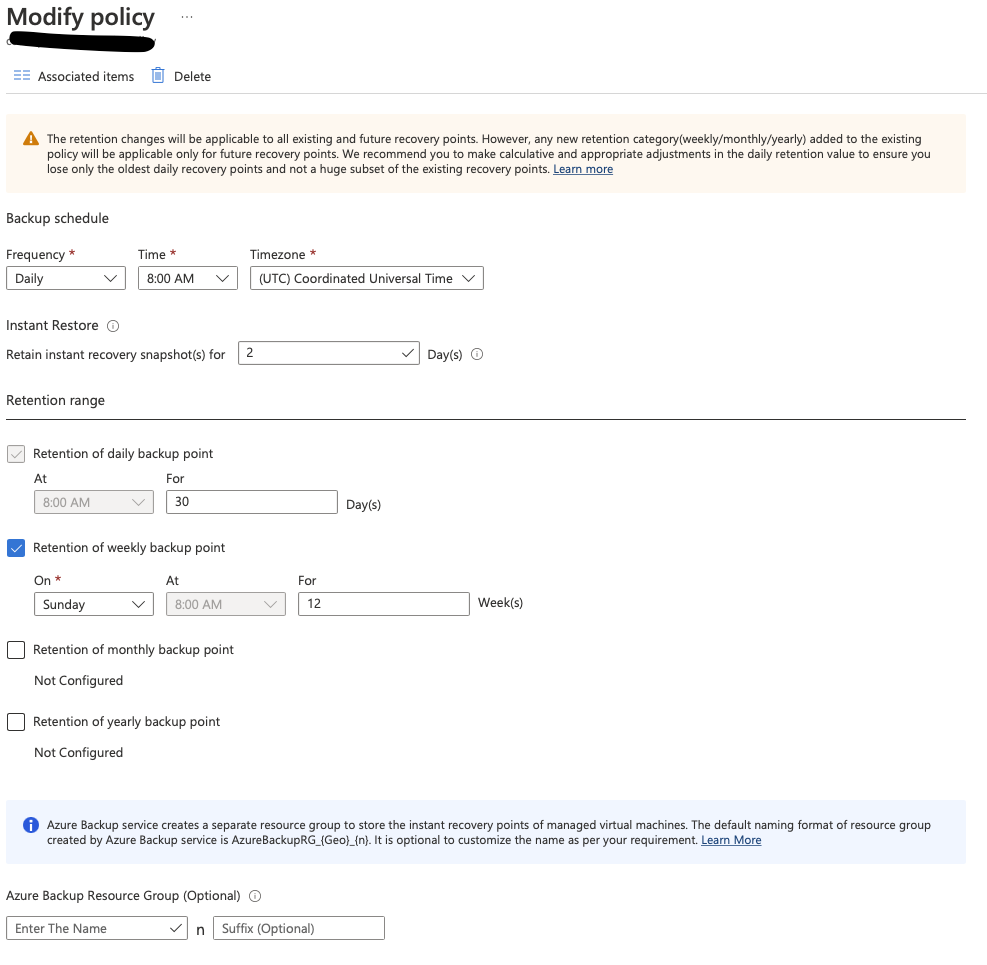 Modify policy ...
Associated items Delete
The retention changes will be applicable to all existing and future recovery points. However, any new retention category(weekly/monthly/yearly) added to the existing
policy will be applicable only for future recovery points. We recommend you to make calculative and appropriate adjustments in the daily retention value to ensure you
lose only the oldest daily recovery points and not a huge subset of the existing recovery points. Learn more
Backup schedule
Frequency * Time * Timezone *
Daily 8:00 AM (UTC) Coordinated Universal Time
Instant Restore
Retain instant recovery snapshot(s) for 2 Day(s)
Retention range
Retention of daily backup point
At For
8:00 AM 30 Day(s)
Retention of weekly backup point
On * At For
Sunday 8:00 AM 12 Week(s)
Retention of monthly backup point
Not Configured
Retention of yearly backup point
Not Configured
Azure Backup service creates a separate resource group to store the instant recovery points of managed virtual machines. The default naming format of resource group
created by Azure Backup service is AzureBackupRG_{Geo}_{n}. It is optional to customize the name as per your requirement. Learn More
Azure Backup Resource Group (Optional)
Enter The Name n Suffix (Optional)